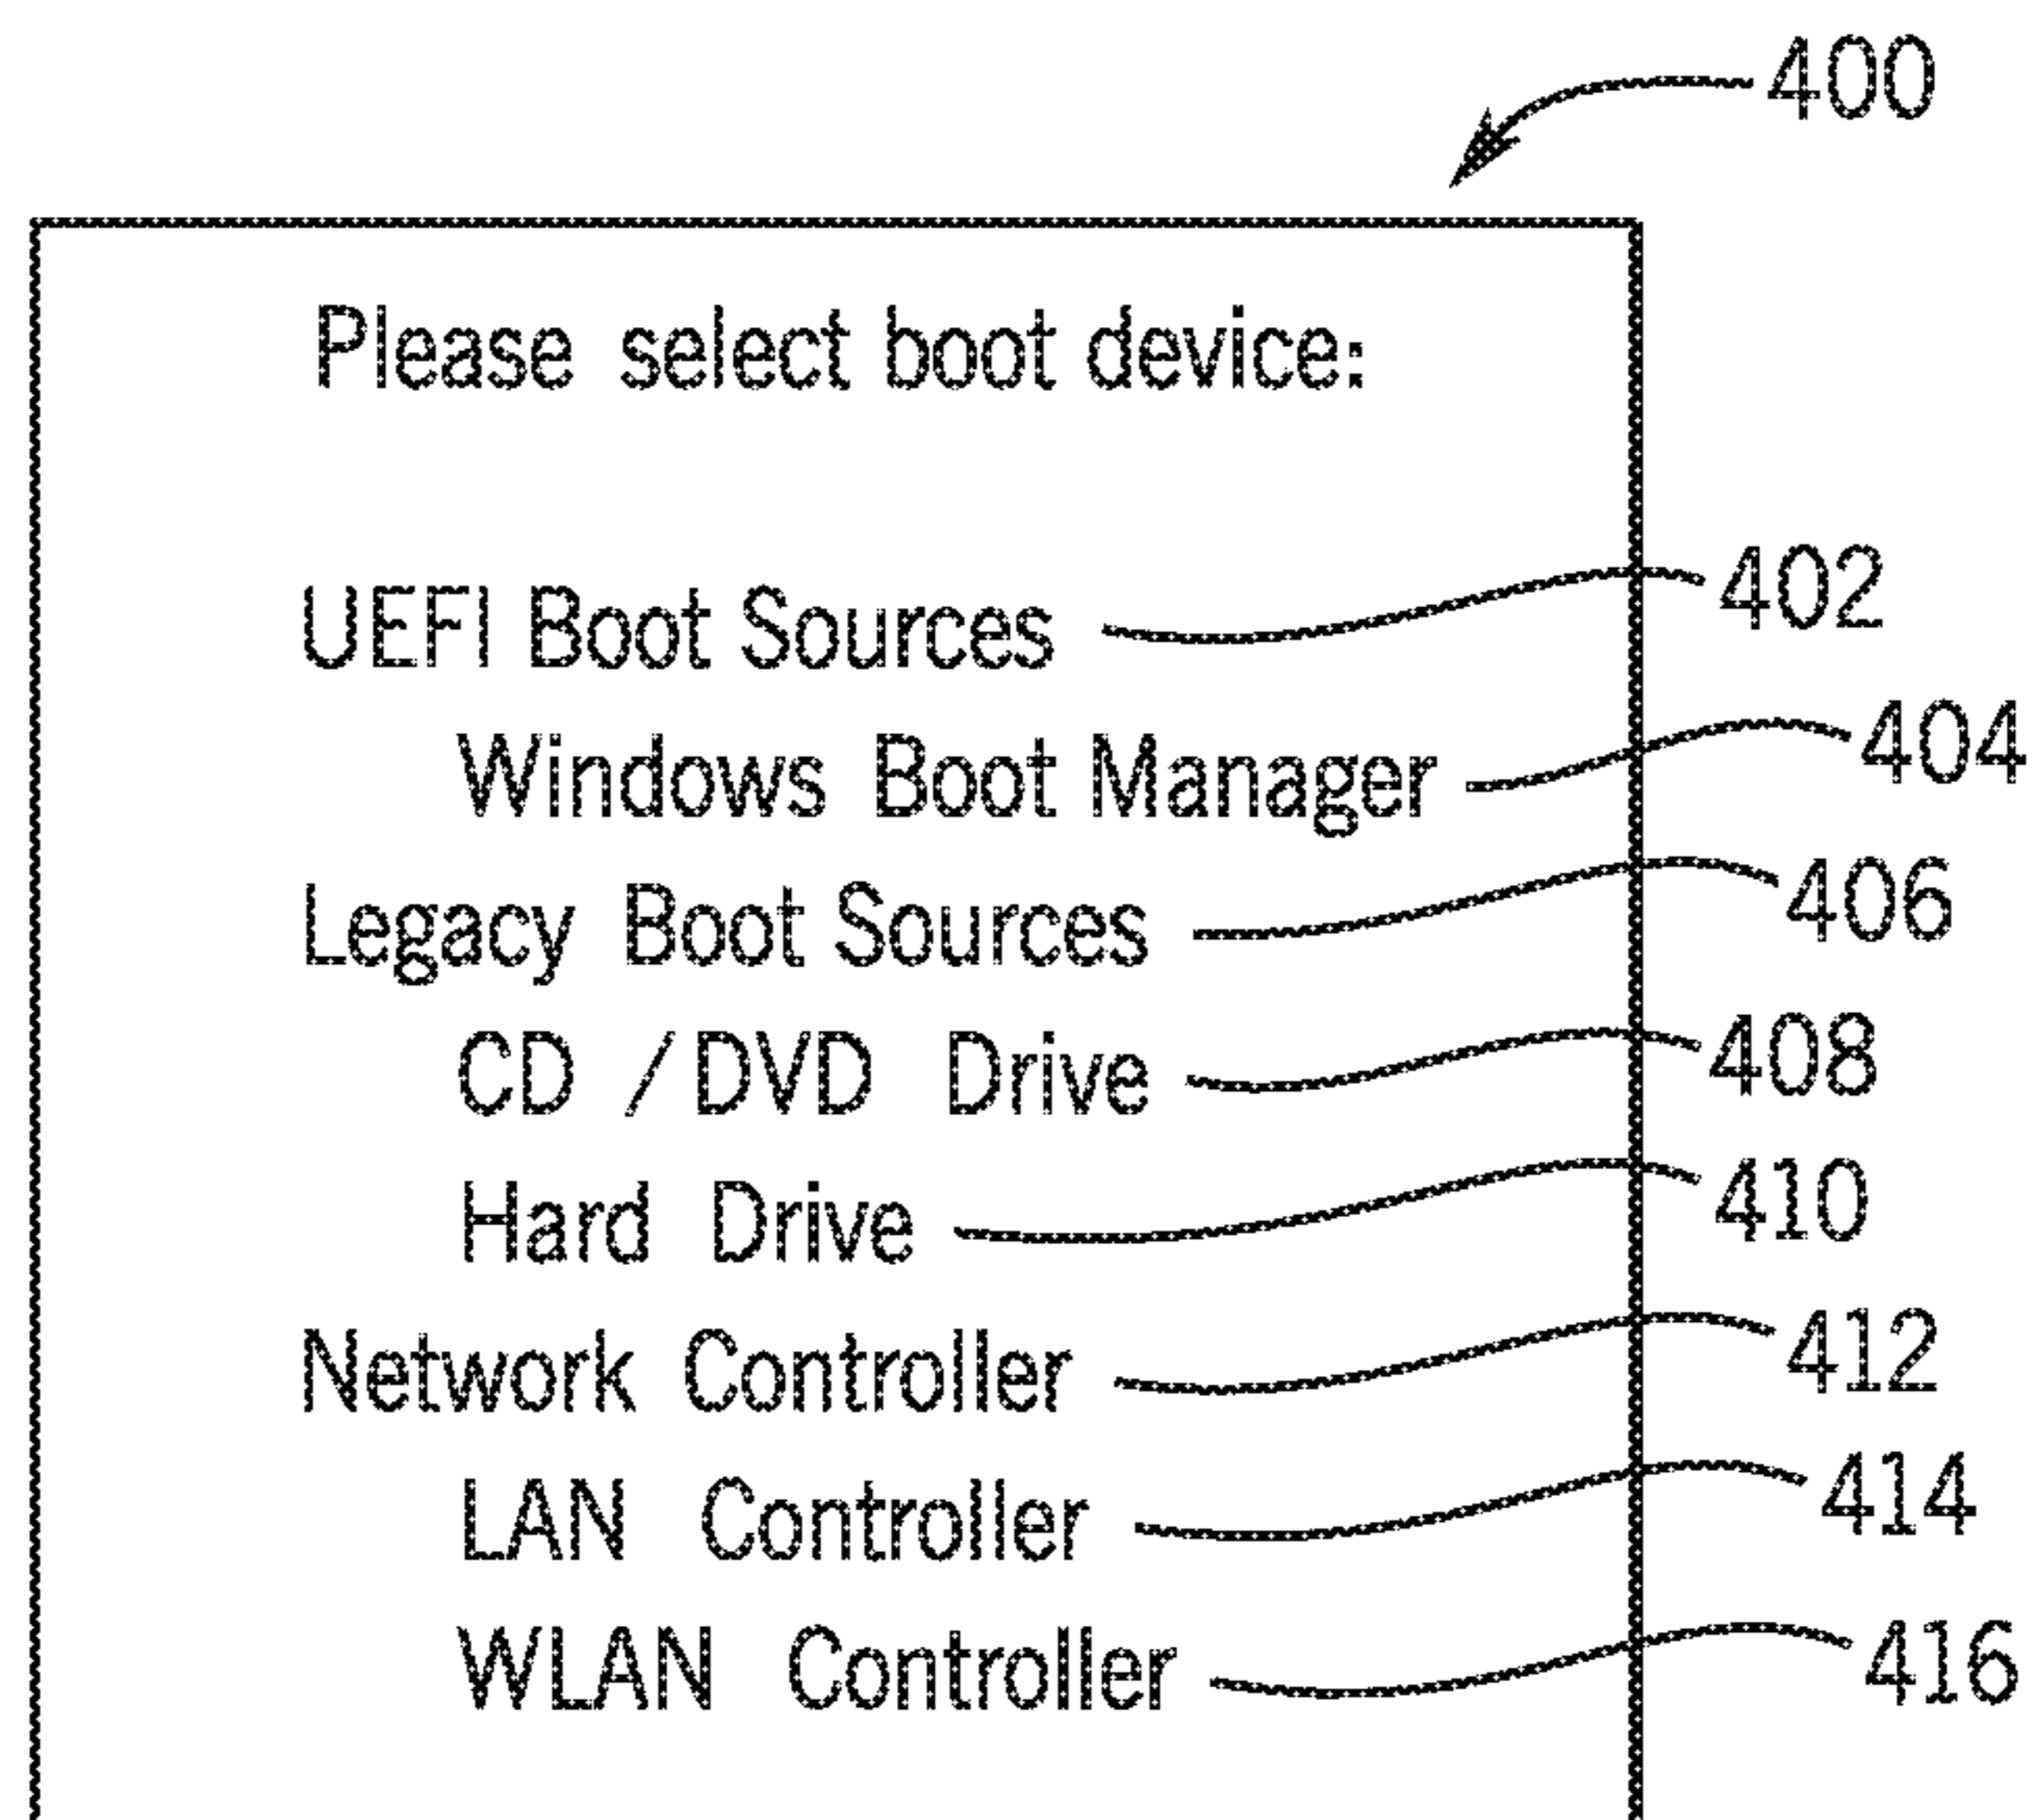 400
Please select boot device:
UEFI Boot Sources 402
Windows Boot Manager 404
Legacy Boot Sources 406
CD / DVD Drive 408
Hard Drive 410
Network Controller 412
LAN Controller 414
WLAN Controller 416